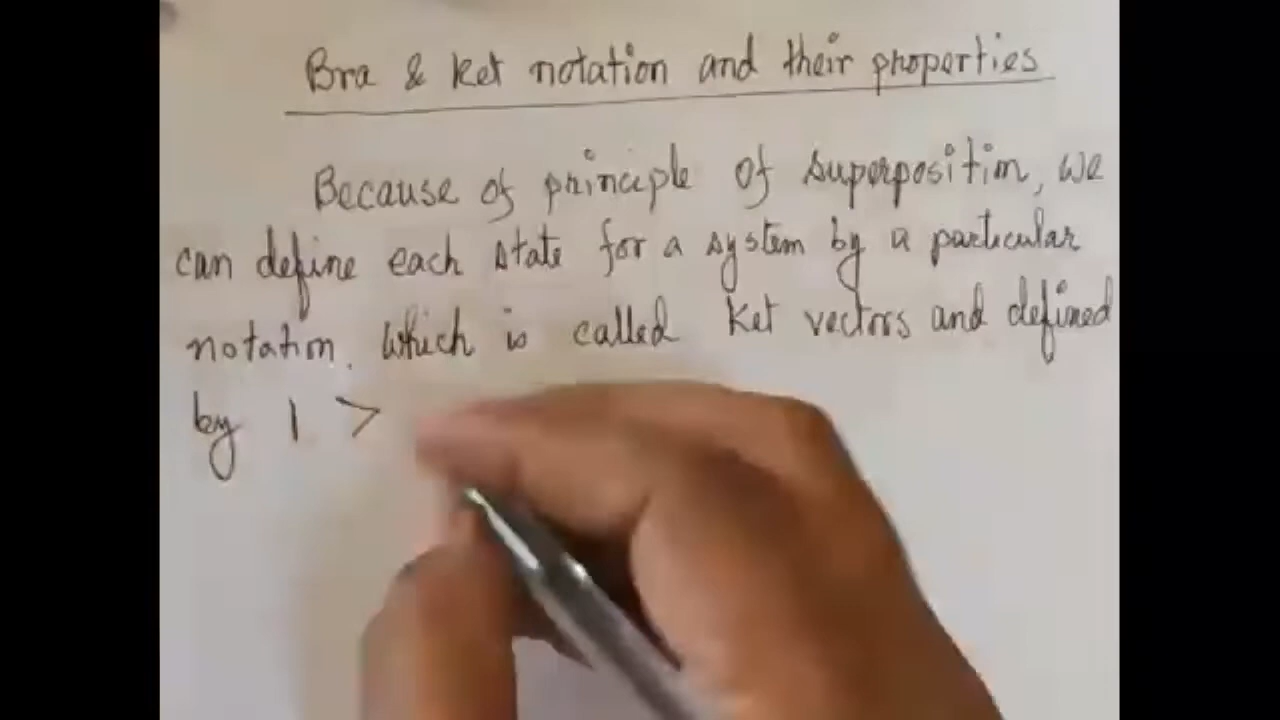 Bra & ket notation and their properties
Because of principle of superposition, we
can define each state for a system by a particular
notation. Which is called ket vectors and defined
by | >